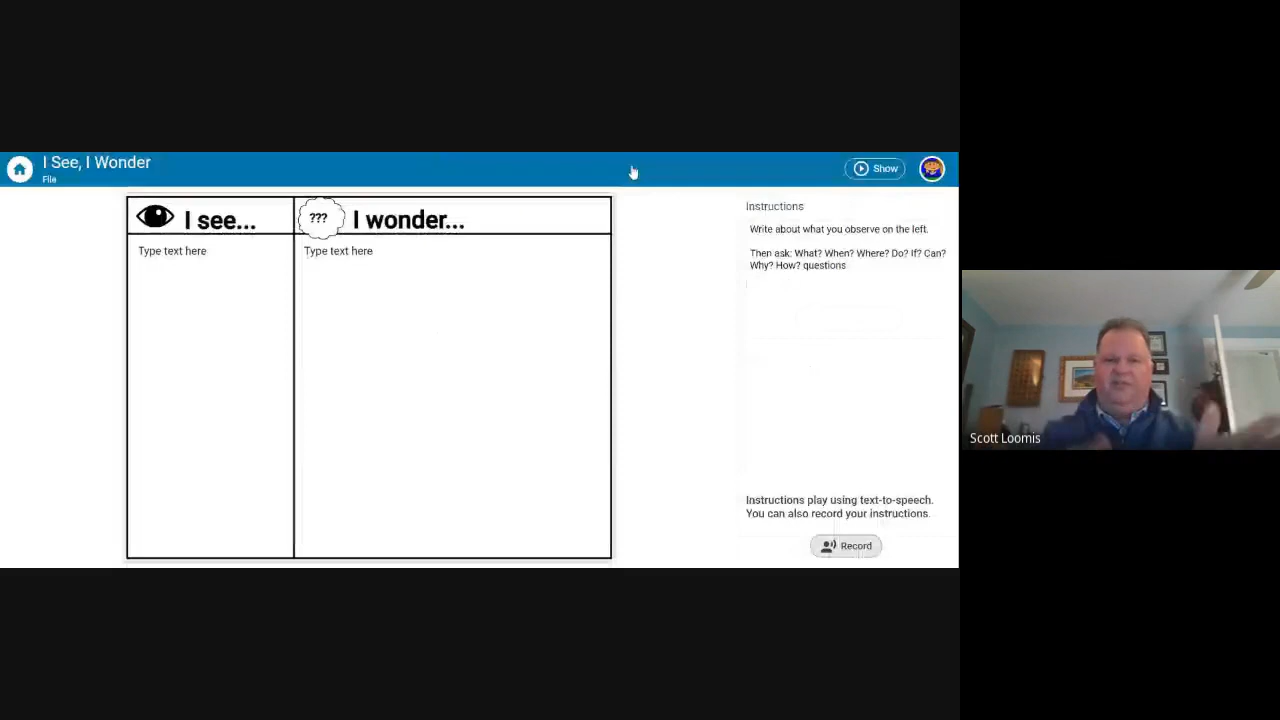 I See, I Wonder
File
Show
I see...
??? I wonder...
Type text here
Type text here
Instructions
Write about what you observe on the left.
Then ask: What? When? Where? Do? If? Can?
Why? How? questions
Instructions play using text-to-speech.
You can also record your instructions.
Record
Scott Loomis